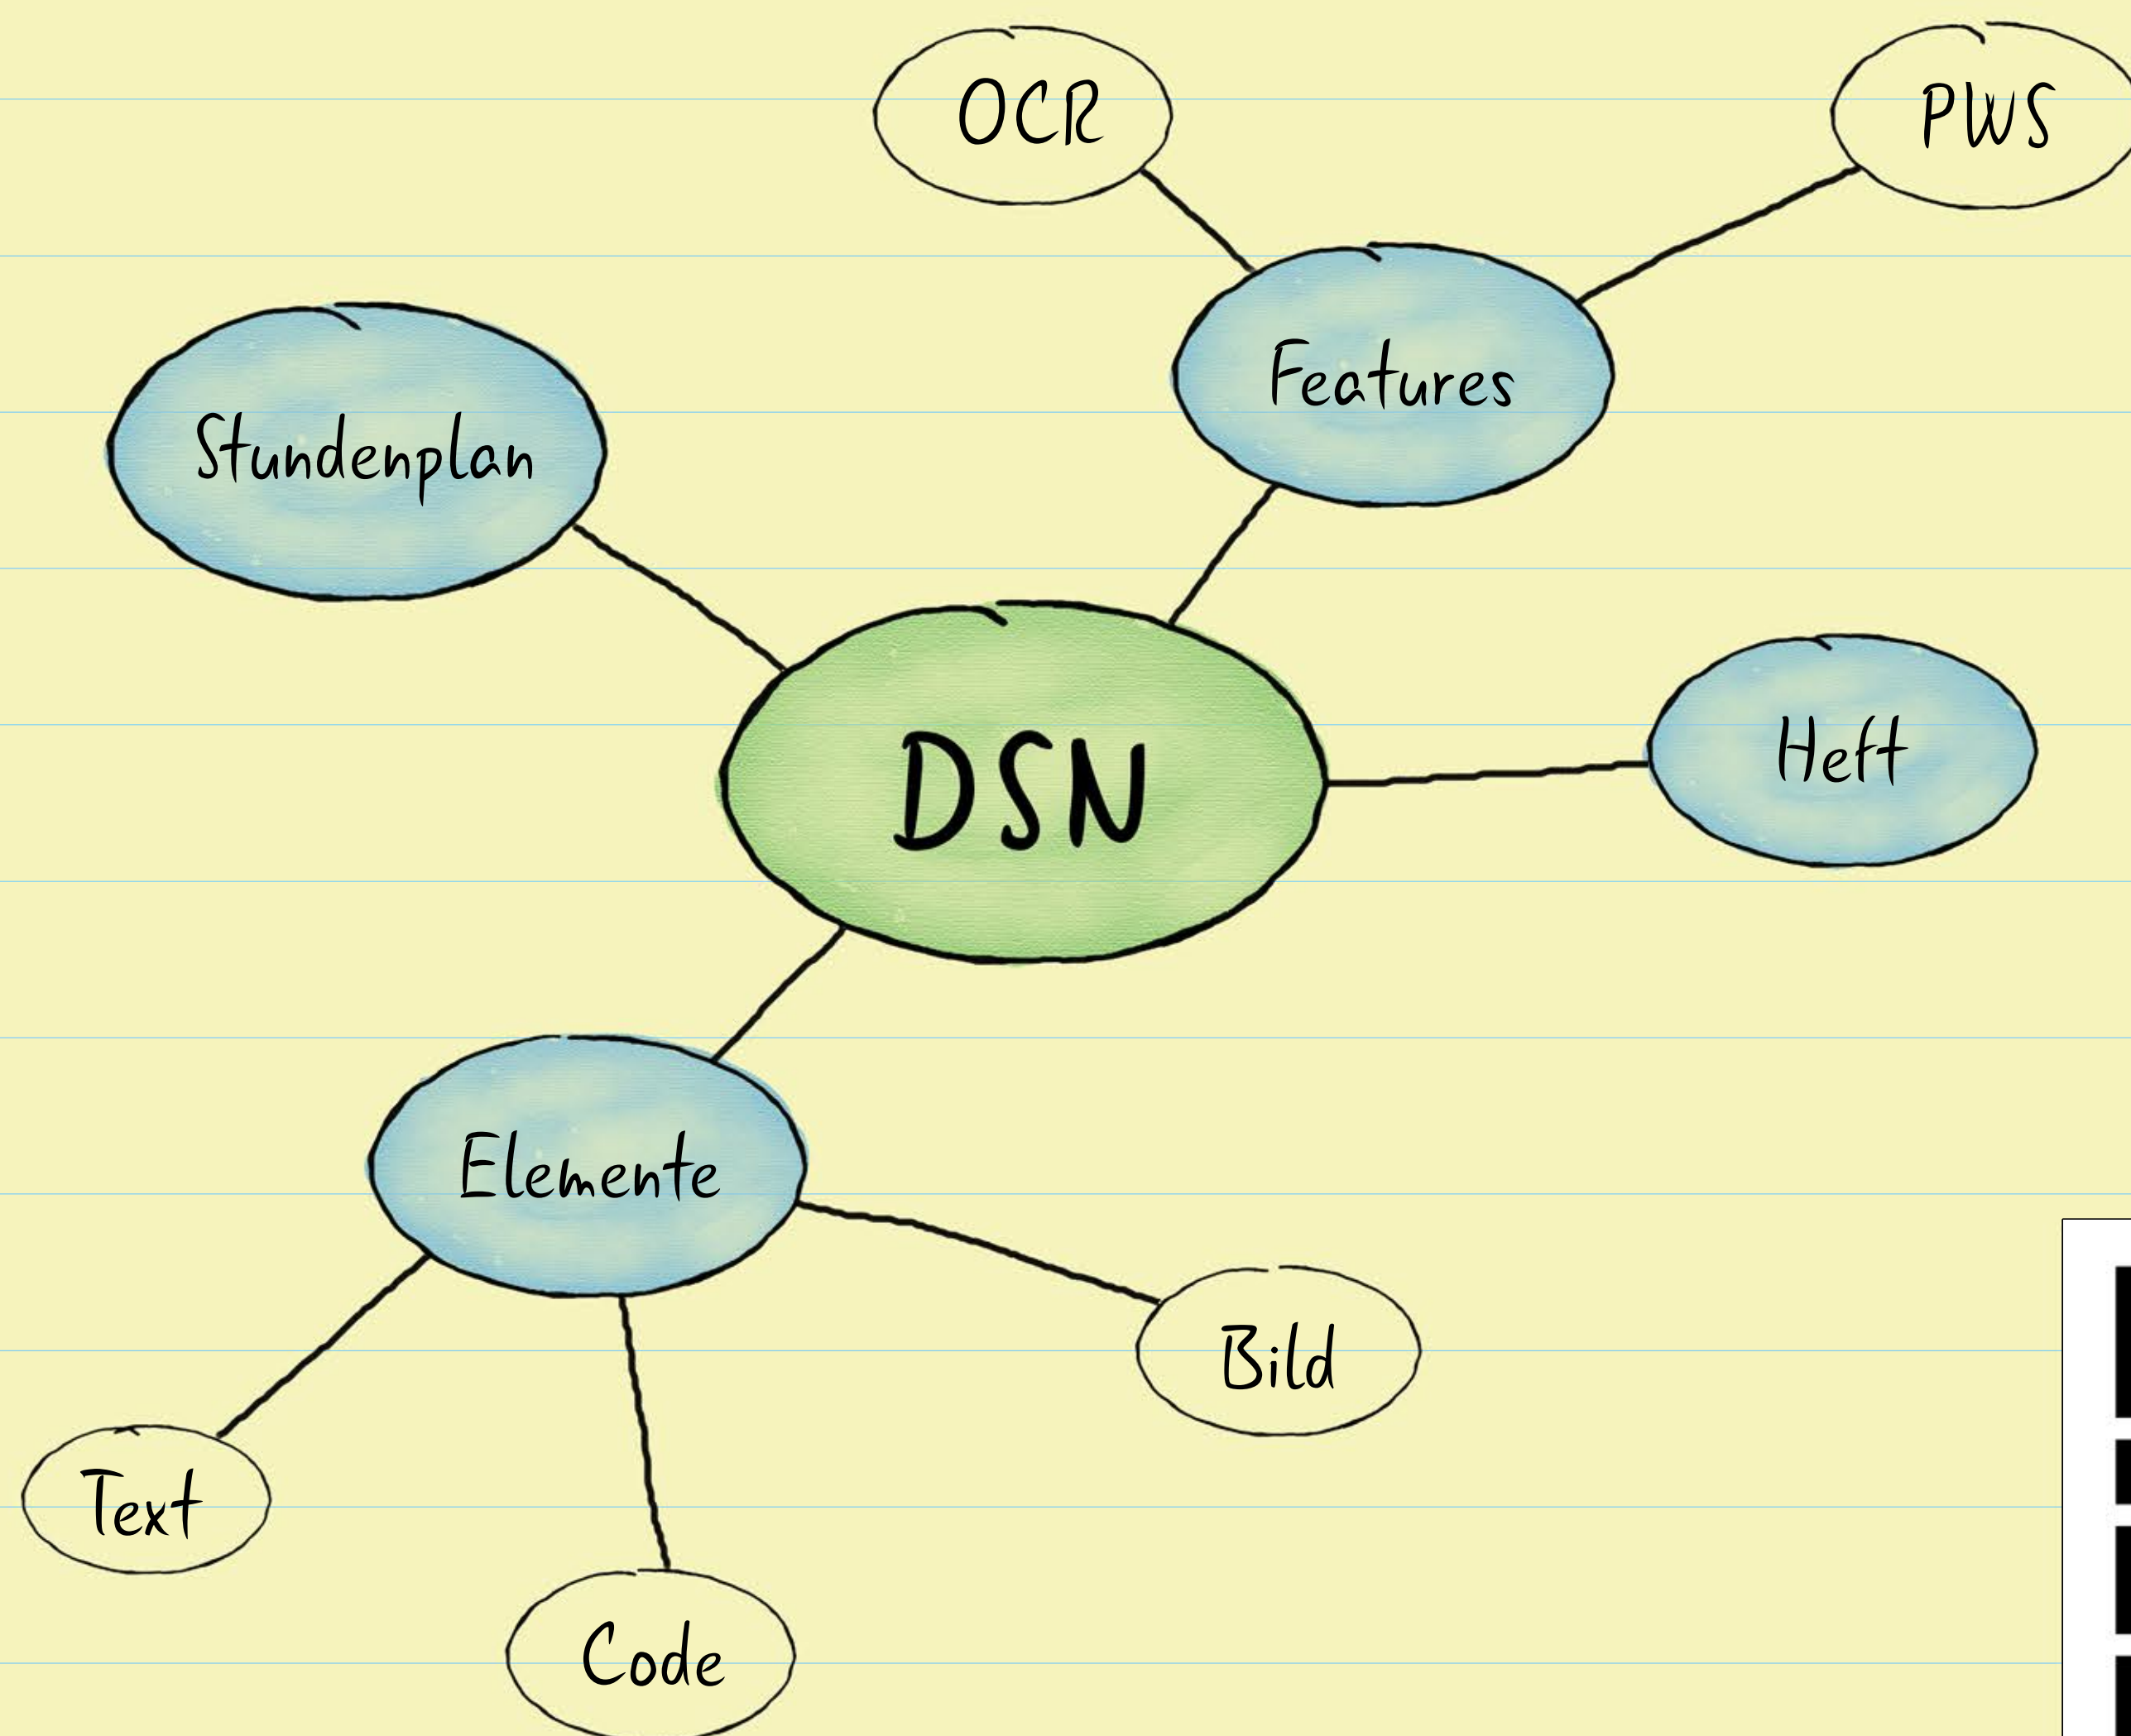 OCR
PWS
Features
Stundenplan
DSN
Heft
Elemente
Bild
Text
Code